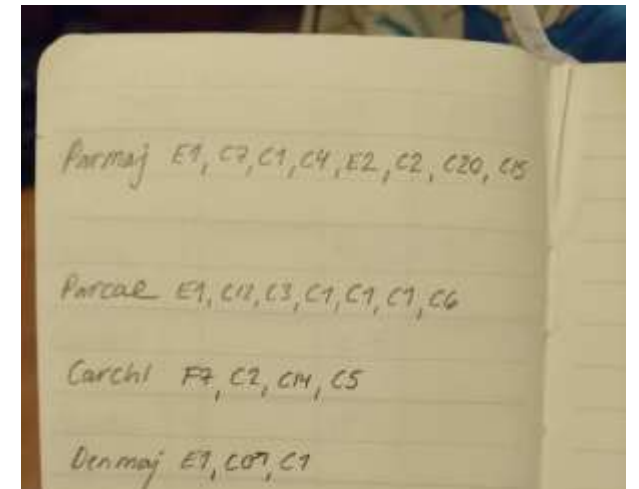 Parmaj E1, C7, C1, C4, E2, C2, C20, C15
Parcae E1, C12, C3, C1, C1, C1, C6
Carchl F7, C2, C14, C5
Denmaj E1, C1